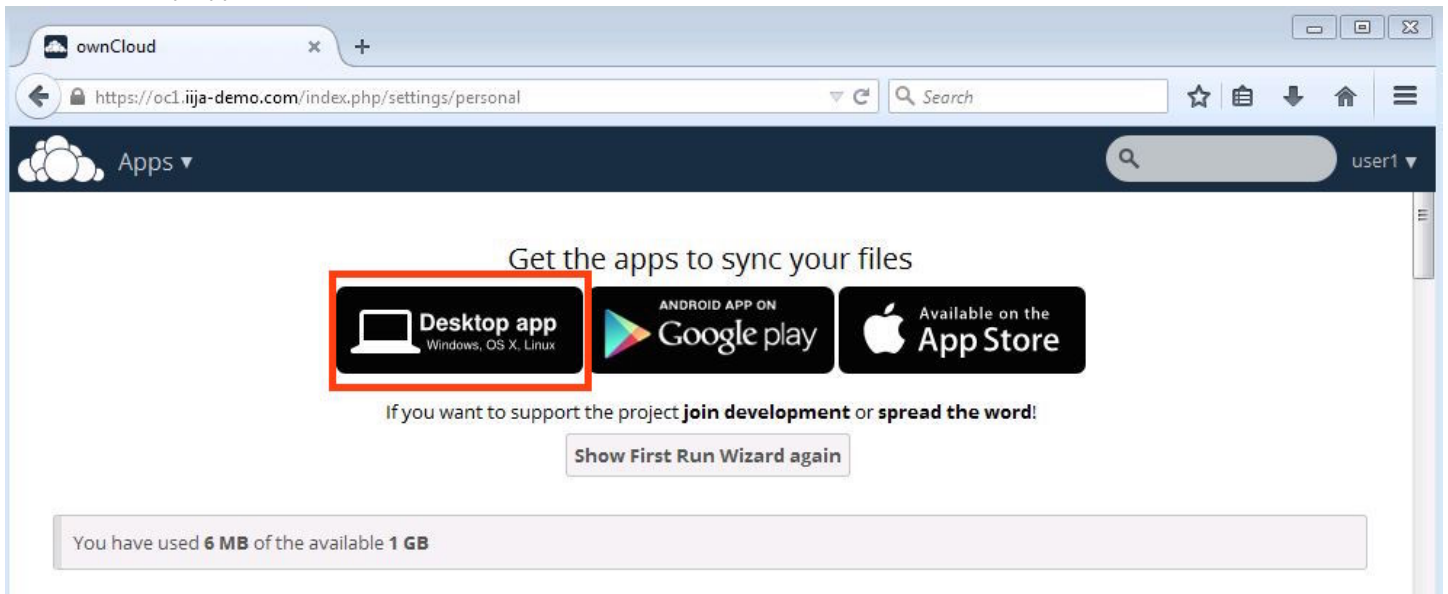 ownCloud
https://oc1.iija-demo.com/index.php/settings/personal
Search
Apps
user1
Get the apps to sync your files
Desktop app
Windows, OS X, Linux
ANDROID APP ON
Google play
Available on the
App Store
If you want to support the project join development or spread the word!
Show First Run Wizard again
You have used 6 MB of the available 1 GB